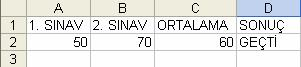 A B C D
1 1. SINAV 2. SINAV ORTALAMA SONUÇ
2 50 70 60 GEÇTİ
3